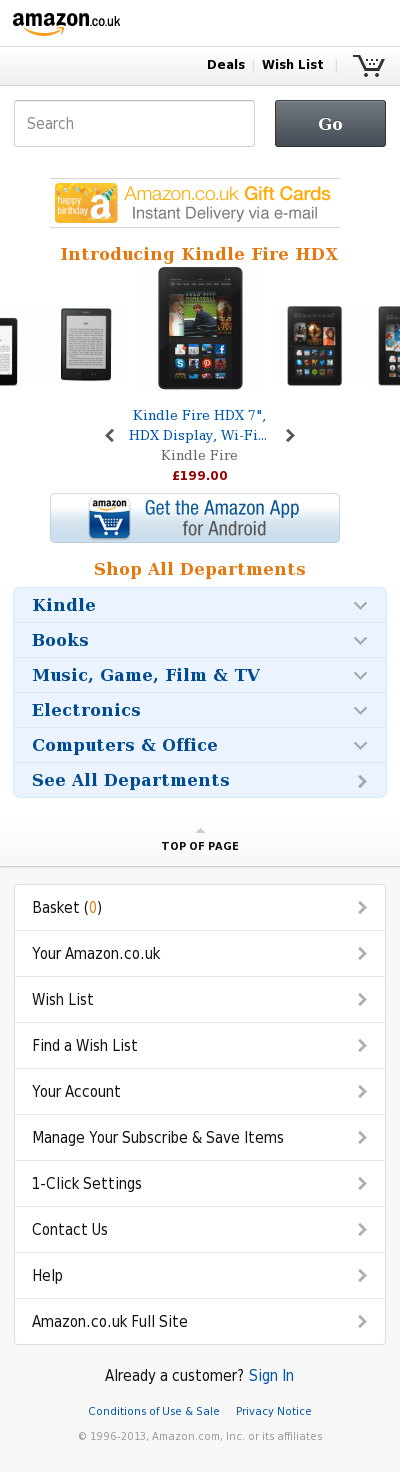 amazon.co.uk
Deals | Wish List |
Search
Go
happy birthday a Amazon.co.uk Gift Cards
Instant Delivery via e-mail
Introducing Kindle Fire HDX
Kindle Fire HDX 7",
HDX Display, Wi-Fi...
Kindle Fire
£199.00
amazon Get the Amazon App
for Android
Shop All Departments
Kindle
Books
Music, Game, Film & TV
Electronics
Computers & Office
See All Departments
TOP OF PAGE
Basket (0)
Your Amazon.co.uk
Wish List
Find a Wish List
Your Account
Manage Your Subscribe & Save Items
1-Click Settings
Contact Us
Help
Amazon.co.uk Full Site
Already a customer? Sign In
Conditions of Use & Sale Privacy Notice
© 1996-2013, Amazon.com, Inc. or its affiliates